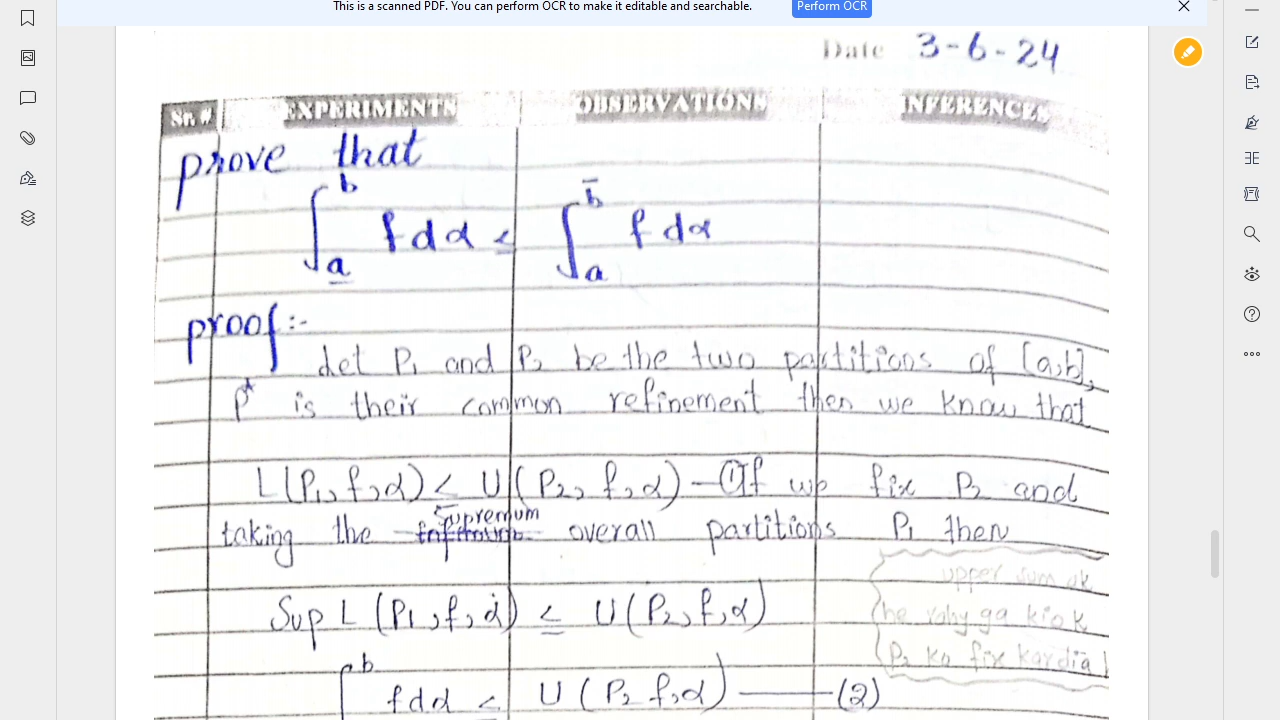 This is a scanned PDF. You can perform OCR to make it editable and searchable. Perform OCR
Date 3-6-24
Sr. # EXPERIMENTS OBSERVATIONS INFERENCES
prove that
∫_a̲^b f dα ≤ ∫_a^b̄ f dα
proof:-
Let P₁ and P₂ be the two partitions of [a,b],
P* is their common refinement then we know that
L(P₁, f, α) ≤ U(P₂, f, α) — ① If we fix P₂ and
taking the Supremum overall partitions P₁ then
upper sum ak
Sup L (P₁, f, α) ≤ U(P₂, f, α)
he rahy ga kiok
P₂ ko fix kardia
∫^b f dα ≤ U (P₂ f, α) ——— (2)